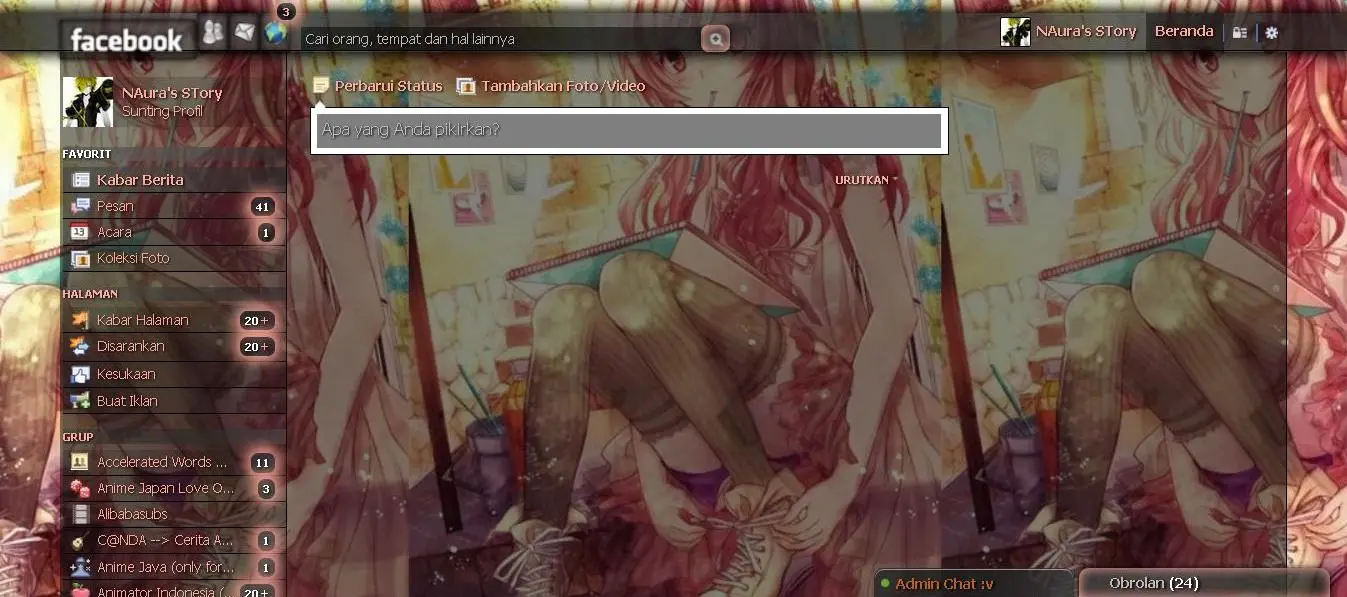 3
facebook
Cari orang, tempat dan hal lainnya
NAura's STory
Beranda
NAura's STory
Sunting Profil
Perbarui Status
Tambahkan Foto/Video
Apa yang Anda pikirkan?
URUTKAN
FAVORIT
Kabar Berita
Pesan 41
13
Acara 1
Koleksi Foto
HALAMAN
Kabar Halaman 20+
Disarankan 20+
Kesukaan
Buat Iklan
GRUP
Accelerated Words ... 11
Anime Japan Love O... 3
Alibabasubs
C@NDA --> Cerita A... 1
Anime Java (only for... 1
Animator Indonesia (... 20+
Admin Chat :v
Obrolan (24)